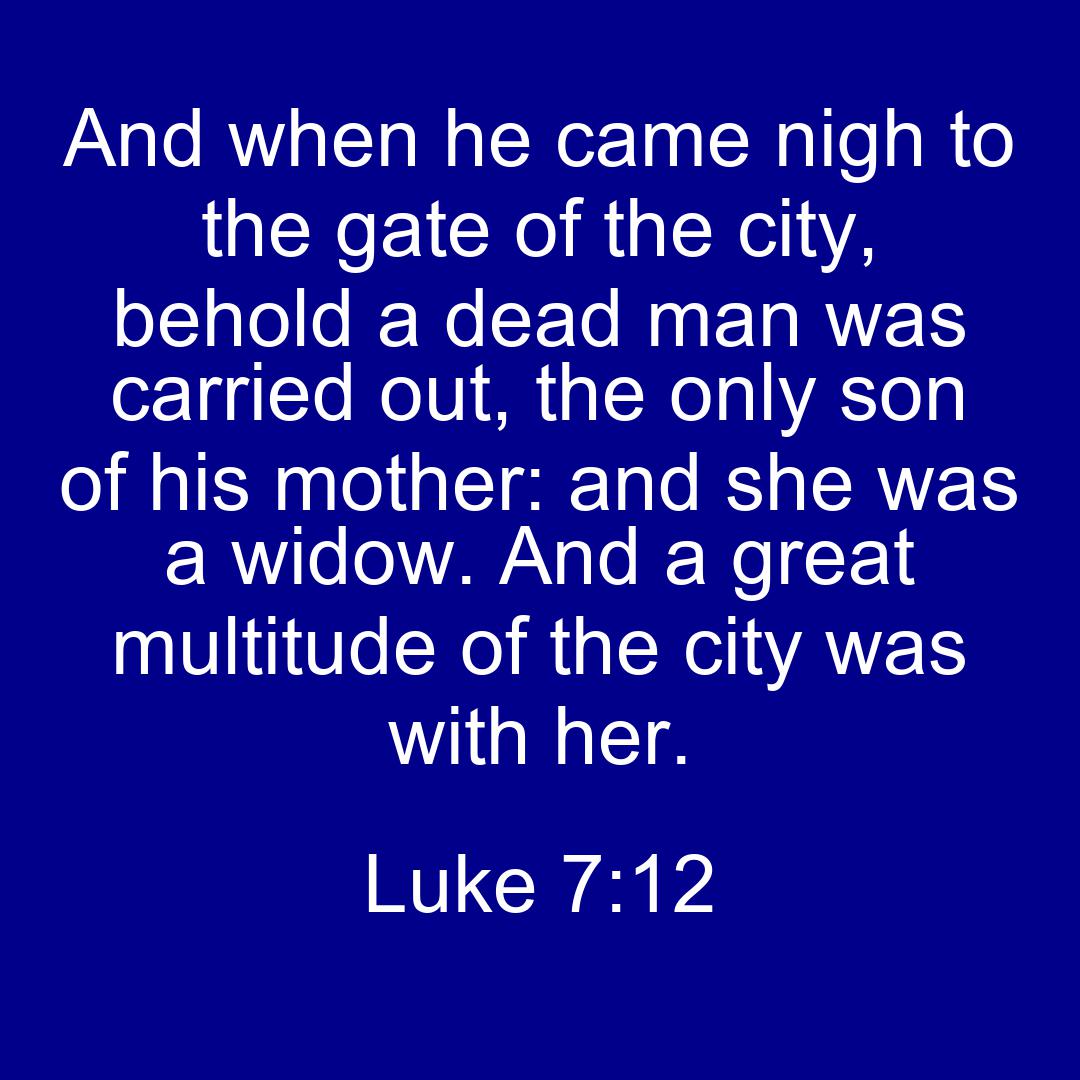 And when he came nigh to
the gate of the city,
behold a dead man was
carried out, the only son
of his mother: and she was
a widow. And a great
multitude of the city was
with her.
Luke 7:12